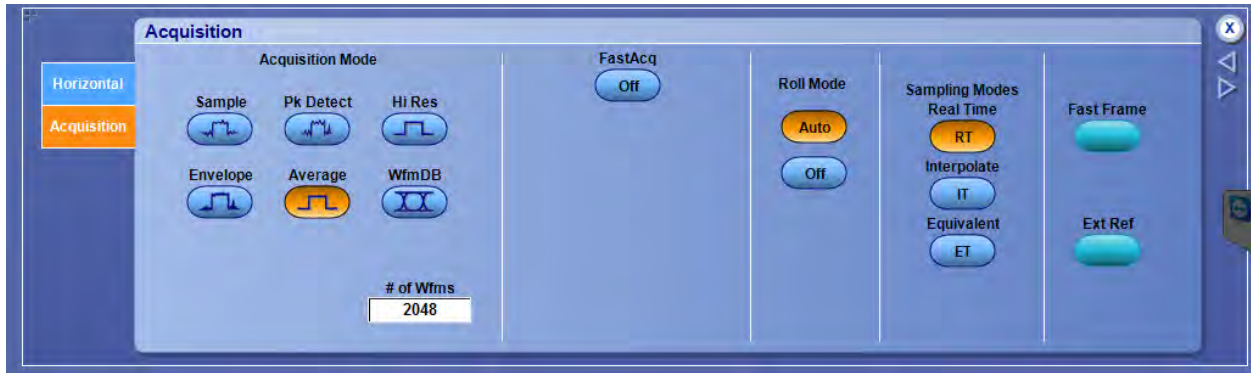 Acquisition
X
Horizontal
Acquisition
Acquisition Mode
Sample
Pk Detect
Hi Res
Envelope
Average
WfmDB
# of Wfms
2048
FastAcq
Off
Roll Mode
Auto
Off
Sampling Modes
Real Time
RT
Interpolate
IT
Equivalent
ET
Fast Frame
Ext Ref